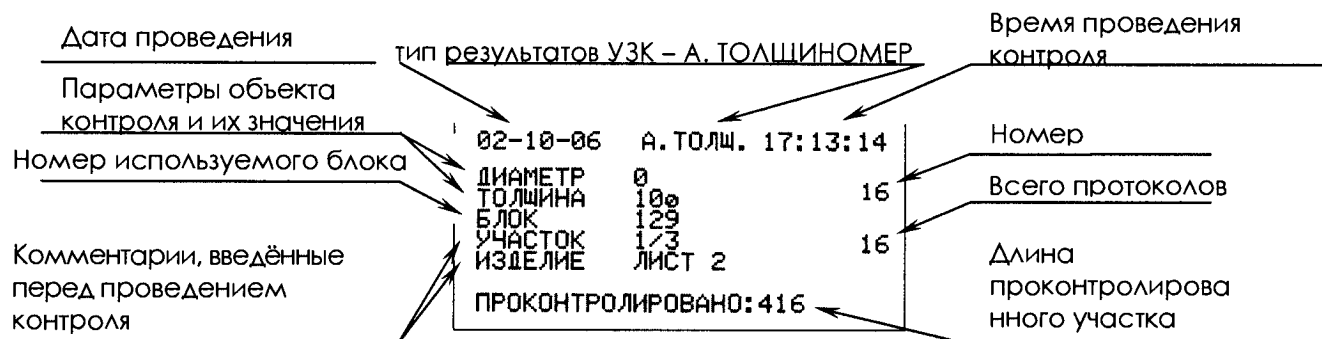 Дата проведения
тип результатов УЗК – А. ТОЛЩИНОМЕР
Время проведения
контроля
Параметры объекта
контроля и их значения
Номер используемого блока
Комментарии, введённые
перед проведением
контроля
02-10-06 А.ТОЛЩ. 17:13:14
ДИАМЕТР 0
ТОЛЩИНА 10
БЛОК 129
УЧАСТОК 1/3
ИЗДЕЛИЕ ЛИСТ 2
16
16
ПРОКОНТРОЛИРОВАНО:416
Номер
Всего протоколов
Длина
проконтролирова
нного участка